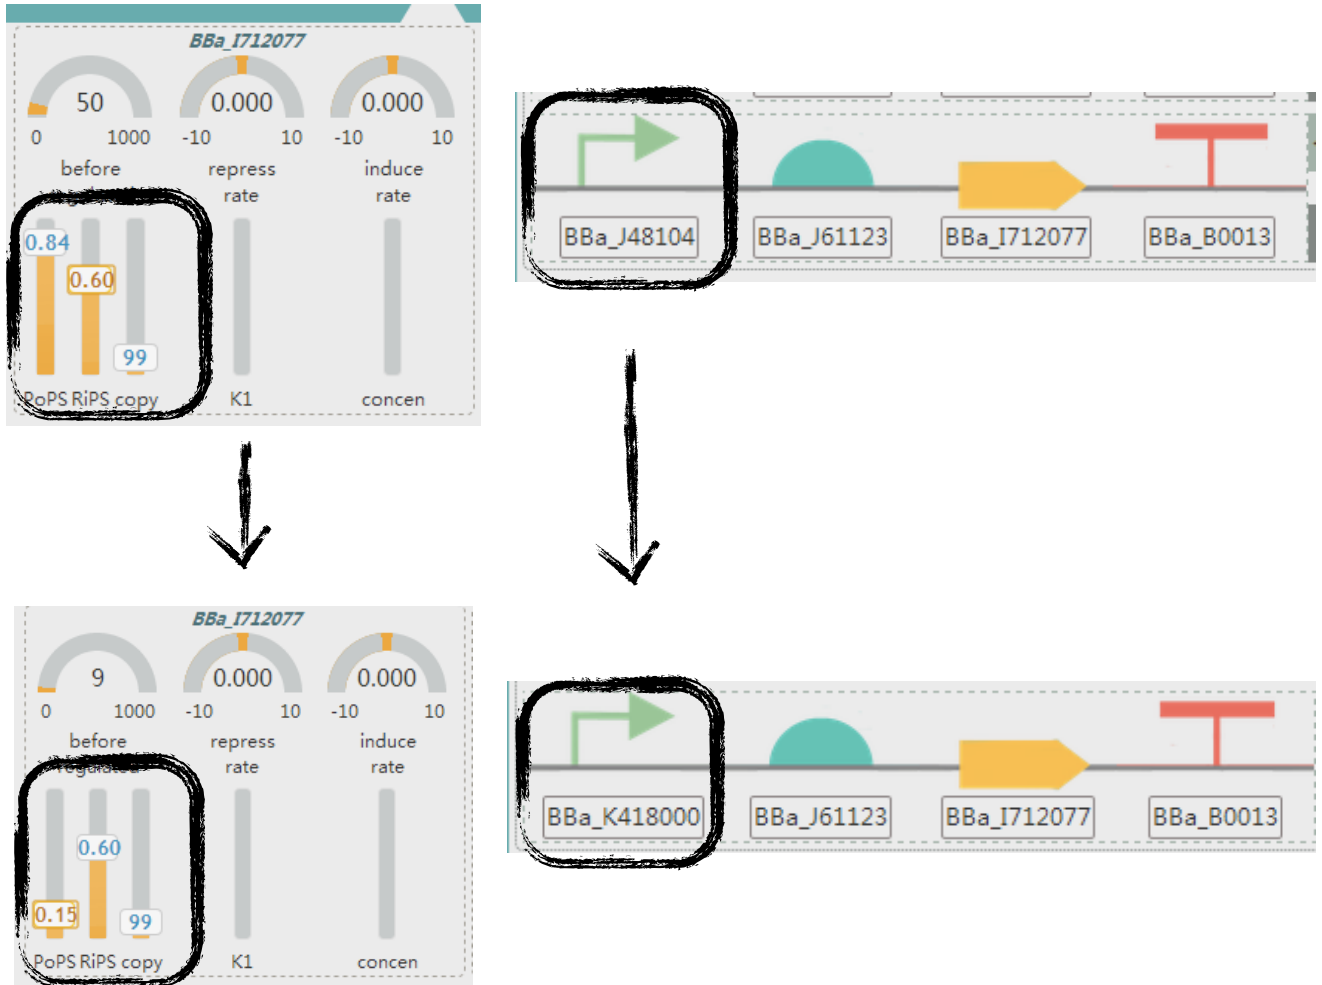 BBa_I712077
50 0.000 0.000
0 1000 -10 10 -10 10
before repress induce
rate rate
0.84
0.60
99
PoPS RiPS copy K1 concen
BBa_J48104 BBa_J61123 BBa_I712077 BBa_B0013
BBa_I712077
9 0.000 0.000
0 1000 -10 10 -10 10
before repress induce
regulated rate rate
0.60
0.15 99
PoPS RiPS copy K1 concen
BBa_K418000 BBa_J61123 BBa_I712077 BBa_B0013